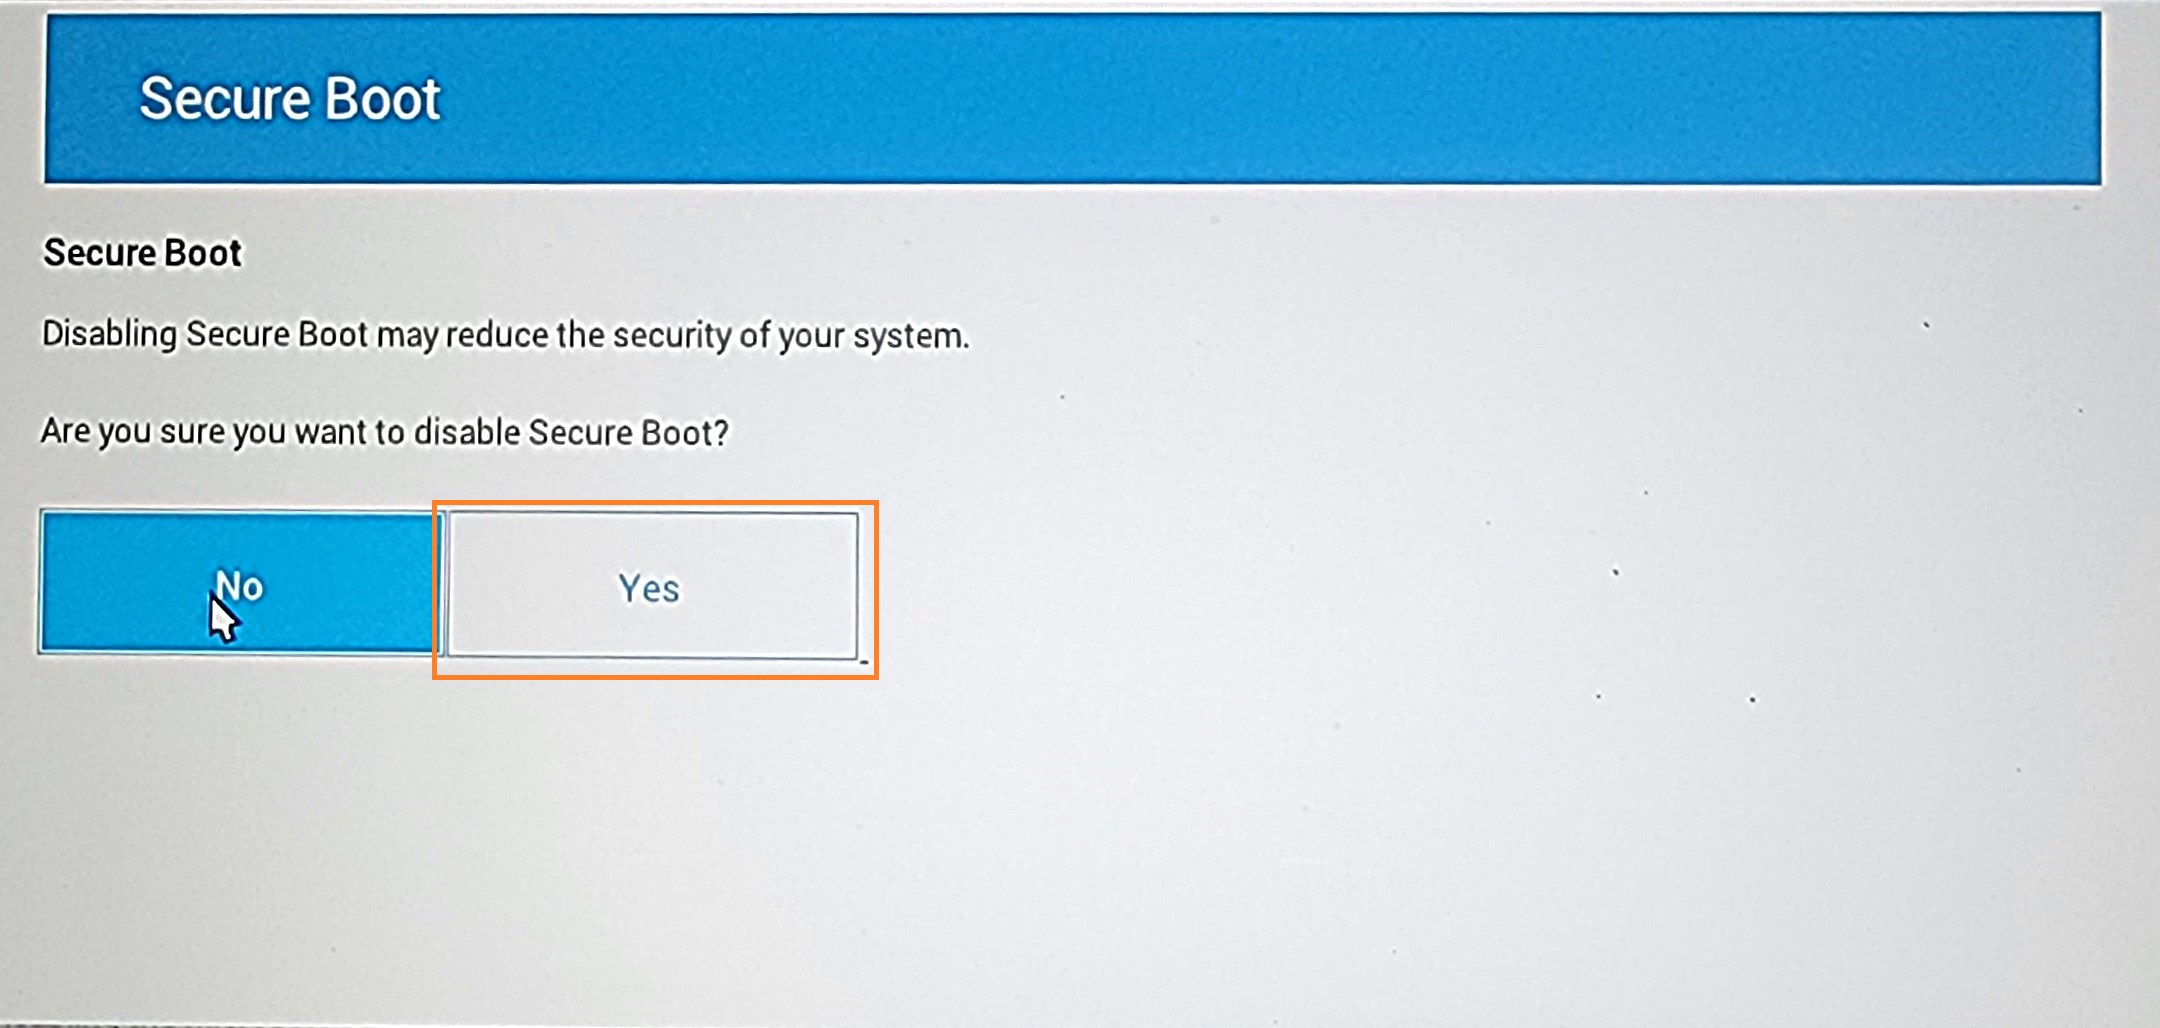 Secure Boot
Secure Boot
Disabling Secure Boot may reduce the security of your system.
Are you sure you want to disable Secure Boot?
No
Yes